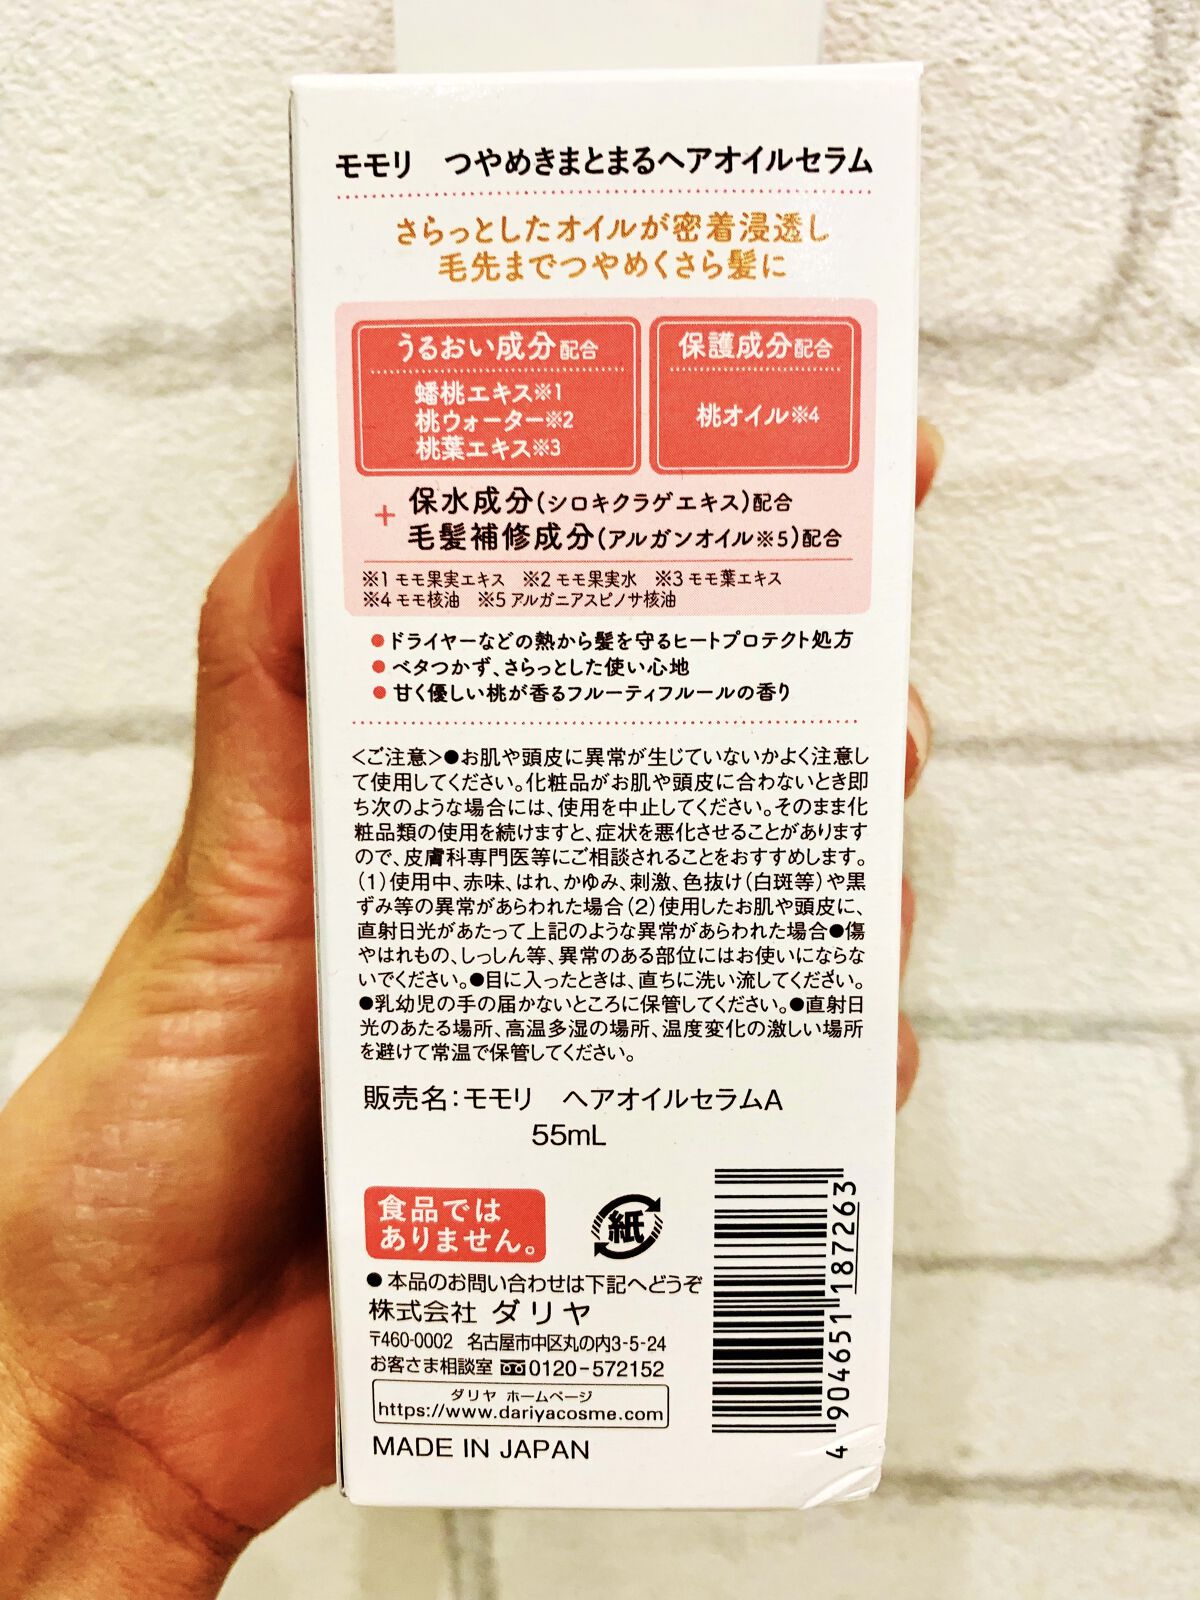 モモリ　つやめきまとまるヘアオイルセラム
さらっとしたオイルが密着浸透し
毛先までつやめくさら髪に
うるおい成分配合
蟠桃エキス※1
桃ウォーター※2
桃葉エキス※3
保護成分配合
桃オイル※4
+ 保水成分(シロキクラゲエキス)配合
毛髪補修成分(アルガンオイル※5)配合
※1 モモ果実エキス　※2 モモ果実水　※3 モモ葉エキス
※4 モモ核油　※5 アルガニアスピノサ核油
●ドライヤーなどの熱から髪を守るヒートプロテクト処方
●ベタつかず、さらっとした使い心地
●甘く優しい桃が香るフルーティフルールの香り
<ご注意>●お肌や頭皮に異常が生じていないかよく注意し
て使用してください。化粧品がお肌や頭皮に合わないとき即
ち次のような場合には、使用を中止してください。そのまま化
粧品類の使用を続けますと、症状を悪化させることがあります
ので、皮膚科専門医等にご相談されることをおすすめします。
(1)使用中、赤味、はれ、かゆみ、刺激、色抜け(白斑等)や黒
ずみ等の異常があらわれた場合(2)使用したお肌や頭皮に、
直射日光があたって上記のような異常があらわれた場合●傷
やはれもの、しっしん等、異常のある部位にはお使いにならな
いでください。●目に入ったときは、直ちに洗い流してください。
●乳幼児の手の届かないところに保管してください。●直射日
光のあたる場所、高温多湿の場所、温度変化の激しい場所
を避けて常温で保管してください。
販売名：モモリ　ヘアオイルセラムA
55mL
食品では
ありません。
紙
●本品のお問い合わせは下記へどうぞ
株式会社 ダリヤ
〒460-0002　名古屋市中区丸の内3-5-24
お客さま相談室 0120-572152
ダリヤ ホームページ
https://www.dariyacosme.com
MADE IN JAPAN
4 904651 187263